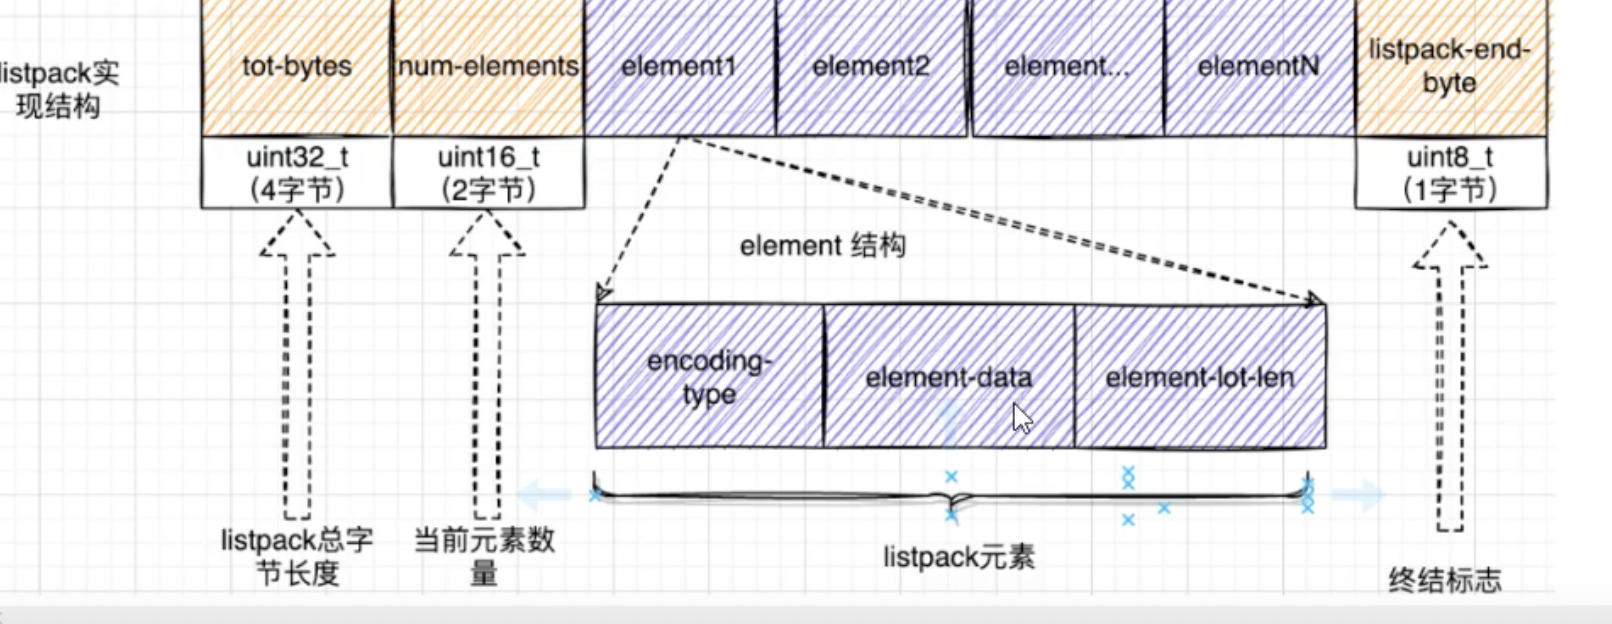 listpack实
现结构
tot-bytes
num-elements
element1
element2
element...
elementN
listpack-end-
byte
uint32_t
(4字节)
uint16_t
(2字节)
uint8_t
(1字节)
element 结构
encoding-
type
element-data
element-lot-len
listpack总字
节长度
当前元素数
量
listpack元素
终结标志